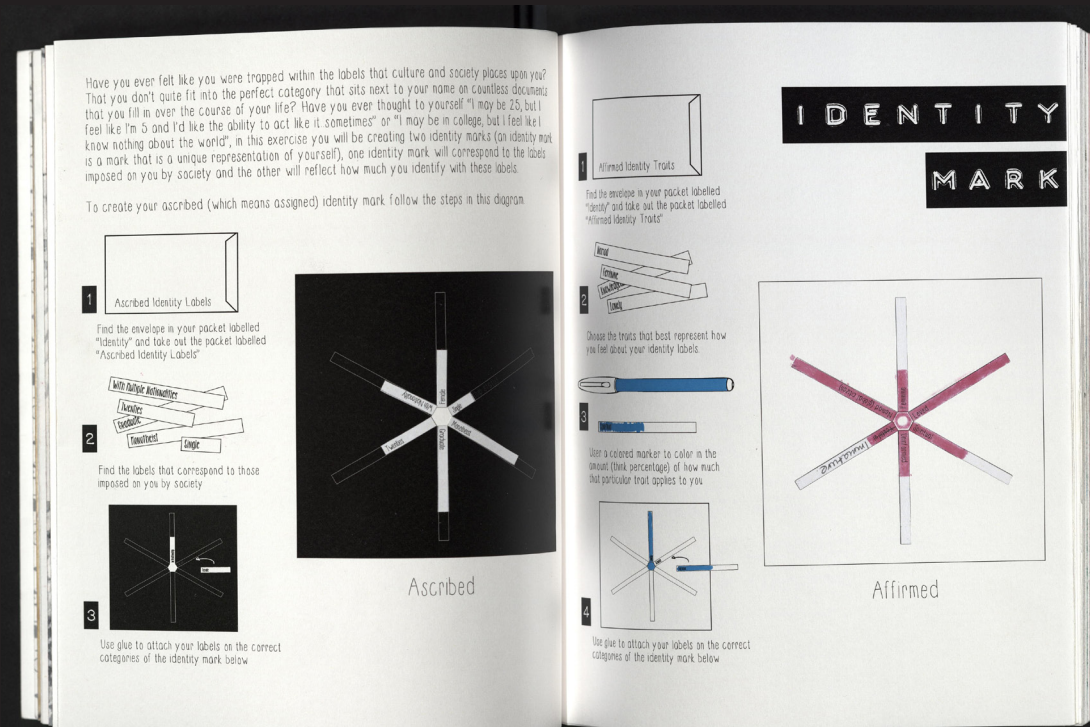 Have you ever felt like you were trapped within the labels that culture and society places upon you?
That you don't quite fit into the perfect category that sits next to your name on countless documents
that you fill in over the course of your life? Have you ever thought to yourself "I may be 25, but I
feel like I'm 5 and I'd like the ability to act like it sometimes" or "I may be in college, but I feel like I
know nothing about the world", in this exercise you will be creating two identity marks (an identity mark
is a mark that is a unique representation of yourself), one identity mark will correspond to the labels
imposed on you by society and the other will reflect how much you identify with these labels.
To create your ascribed (which means assigned) identity mark follow the steps in this diagram
1
Ascribed Identity Labels
Find the envelope in your packet labelled
"Identity" and take out the packet labelled
"Ascribed Identity Labels"
With Multiple Nationalities
Twenties
Graduate
Monotheist
Single
2
Find the labels that correspond to those
imposed on you by society
3
Use glue to attach your labels on the correct
categories of the identity mark below
Female
Single
Monotheist
Graduate
Twenties
Ascribed
IDENTITY
MARK
1
Affirmed Identity Traits
Find the envelope in your packet labelled
"Identity" and take out the packet labelled
"Affirmed Identity Traits"
Lonely
2
Choose the traits that best represent how
you feel about your identity labels.
3
User a colored marker to color in the
amount (think percentage) of how much
that particular trait applies to you
4
Use glue to attach your labels on the correct
categories of the identity mark below
Immature
Affirmed